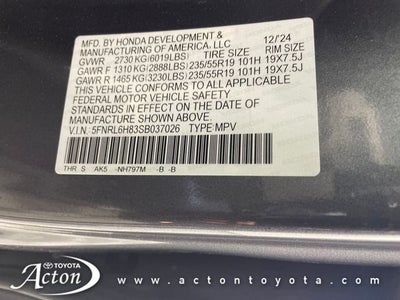 MFD. BY HONDA DEVELOPMENT & 12/'24
MANUFACTURING OF AMERICA, LLC
GVWR 2730 KG(6019LBS) TIRE SIZE RIM SIZE
GAWR F 1310 KG(2888LBS) 235/55R19 101H 19X7.5J
GAWR R 1465 KG(3230LBS) 235/55R19 101H 19X7.5J
THIS VEHICLE CONFORMS TO ALL APPLICABLE
FEDERAL MOTOR VEHICLE SAFETY
STANDARDS IN EFFECT ON THE DATE OF
MANUFACTURE SHOWN ABOVE.
V.I.N.: 5FNRL6H83SB037026 TYPE:MPV
THR S AK5 -NH797M -B -B
TOYOTA
Acton
www.actontoyota.com